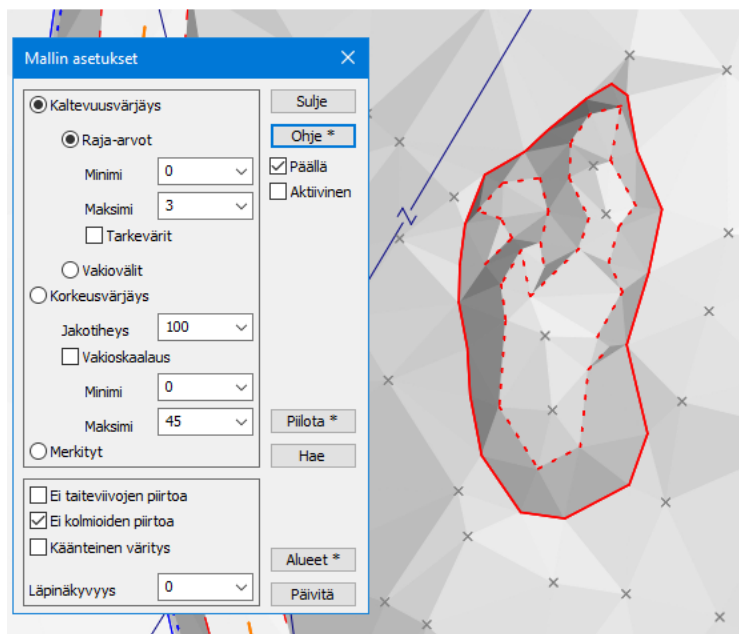 Mallin asetukset
Kaltevuusvärjäys
Sulje
Raja-arvot
Ohje *
Minimi 0
Päällä
Maksimi 3
Aktiivinen
Tarkevärit
Vakiovälit
Korkeusvärjäys
Jakotiheys 100
Vakioskaalaus
Minimi 0
Maksimi 45
Piilota *
Merkityt
Hae
Ei taiteviivojen piirtoa
Ei kolmioiden piirtoa
Käänteinen väritys
Alueet *
Läpinäkyvyys 0
Päivitä